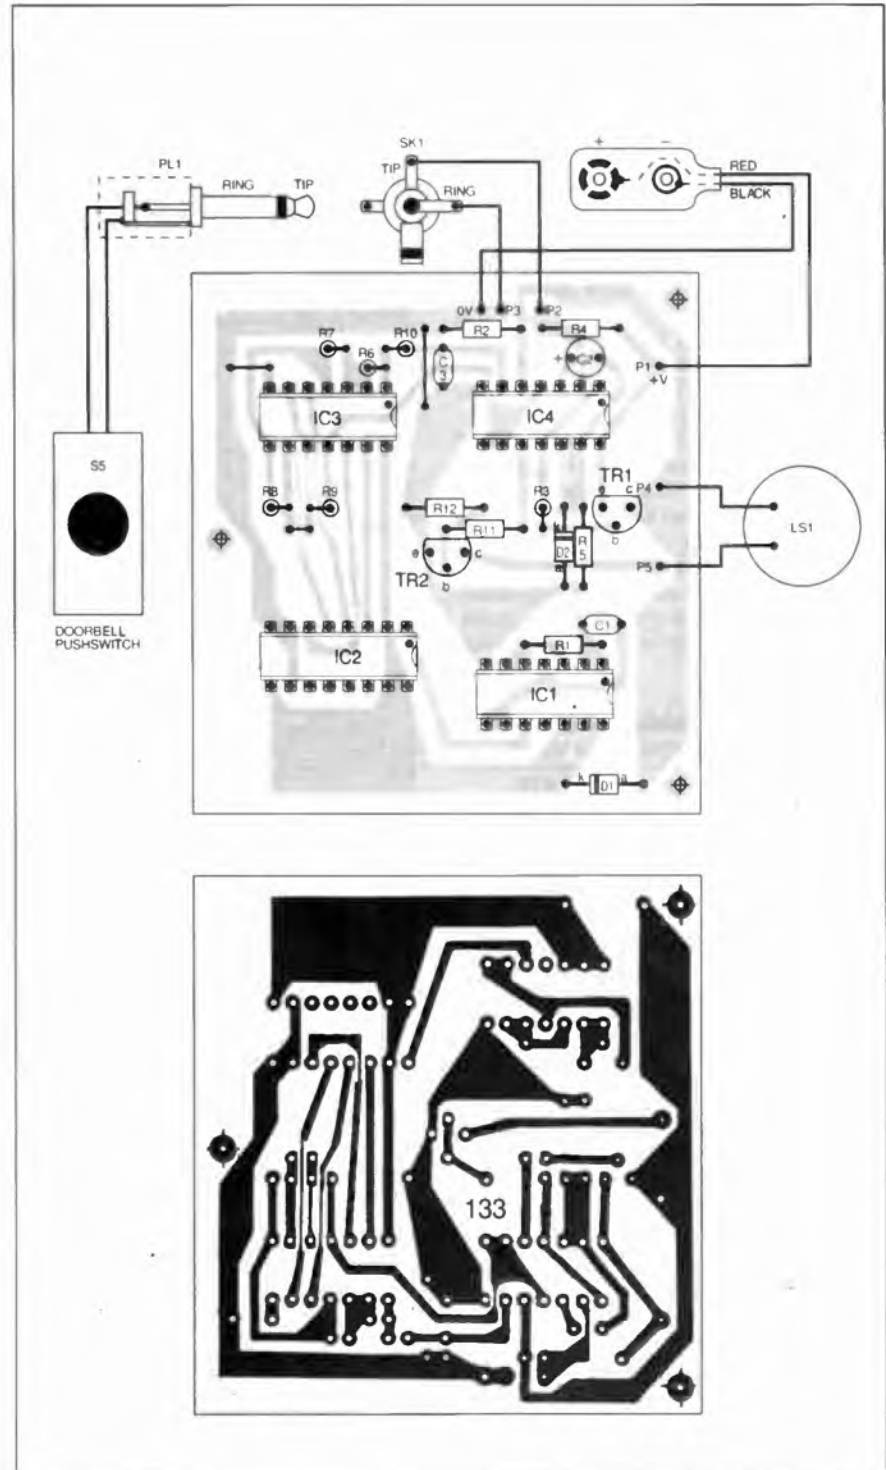 SK1
+ −
PL1
TIP
RED
RING
TIP
RING
BLACK
0V
P3
P2
R7
R10
R2
R4
R6
C3
+
C2
P1
+V
IC3
IC4
S5
TR1
R8
R9
R3
e
c
P4
R12
LS1
R11
k
D2
a
R5
b
e
c
TR2
b
P5
DOORBELL
PUSHSWITCH
C1
IC2
R1
IC1
k
D1
a
133